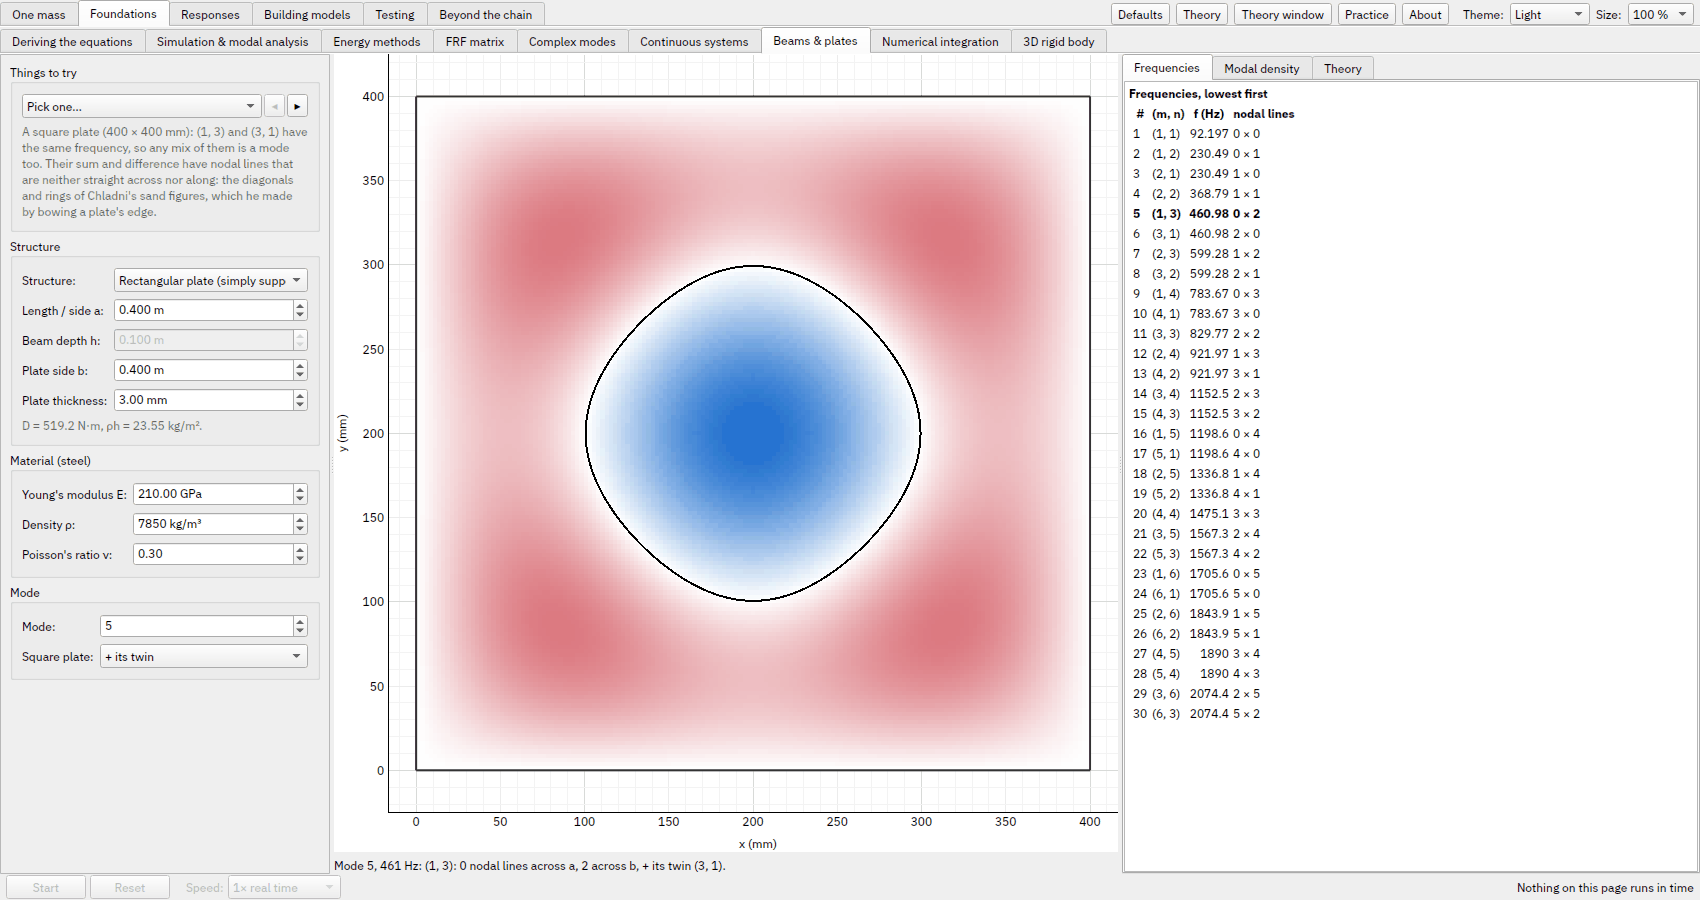 One mass
Foundations
Responses
Building models
Testing
Beyond the chain
Defaults
Theory
Theory window
Practice
About
Theme:
Light
Size:
100 %
Deriving the equations
Simulation & modal analysis
Energy methods
FRF matrix
Complex modes
Continuous systems
Beams & plates
Numerical integration
3D rigid body
Things to try
Pick one...
A square plate (400 × 400 mm): (1, 3) and (3, 1) have
the same frequency, so any mix of them is a mode
too. Their sum and difference have nodal lines that
are neither straight across nor along: the diagonals
and rings of Chladni's sand figures, which he made
by bowing a plate's edge.
Structure
Structure: Rectangular plate (simply supp
Length / side a: 0.400 m
Beam depth h: 0.100 m
Plate side b: 0.400 m
Plate thickness: 3.00 mm
D = 519.2 N·m, ρh = 23.55 kg/m².
Material (steel)
Young's modulus E: 210.00 GPa
Density ρ: 7850 kg/m³
Poisson's ratio ν: 0.30
Mode
Mode: 5
Square plate: + its twin
y (mm)
400
350
300
250
200
150
100
50
0
0 50 100 150 200 250 300 350 400
x (mm)
Mode 5, 461 Hz: (1, 3): 0 nodal lines across a, 2 across b, + its twin (3, 1).
Frequencies
Modal density
Theory
Frequencies, lowest first
# (m, n) f (Hz) nodal lines
1 (1, 1) 92.197 0 × 0
2 (1, 2) 230.49 0 × 1
3 (2, 1) 230.49 1 × 0
4 (2, 2) 368.79 1 × 1
5 (1, 3) 460.98 0 × 2
6 (3, 1) 460.98 2 × 0
7 (2, 3) 599.28 1 × 2
8 (3, 2) 599.28 2 × 1
9 (1, 4) 783.67 0 × 3
10 (4, 1) 783.67 3 × 0
11 (3, 3) 829.77 2 × 2
12 (2, 4) 921.97 1 × 3
13 (4, 2) 921.97 3 × 1
14 (3, 4) 1152.5 2 × 3
15 (4, 3) 1152.5 3 × 2
16 (1, 5) 1198.6 0 × 4
17 (5, 1) 1198.6 4 × 0
18 (2, 5) 1336.8 1 × 4
19 (5, 2) 1336.8 4 × 1
20 (4, 4) 1475.1 3 × 3
21 (3, 5) 1567.3 2 × 4
22 (5, 3) 1567.3 4 × 2
23 (1, 6) 1705.6 0 × 5
24 (6, 1) 1705.6 5 × 0
25 (2, 6) 1843.9 1 × 5
26 (6, 2) 1843.9 5 × 1
27 (4, 5) 1890 3 × 4
28 (5, 4) 1890 4 × 3
29 (3, 6) 2074.4 2 × 5
30 (6, 3) 2074.4 5 × 2
Start
Reset
Speed:
1× real time
Nothing on this page runs in time